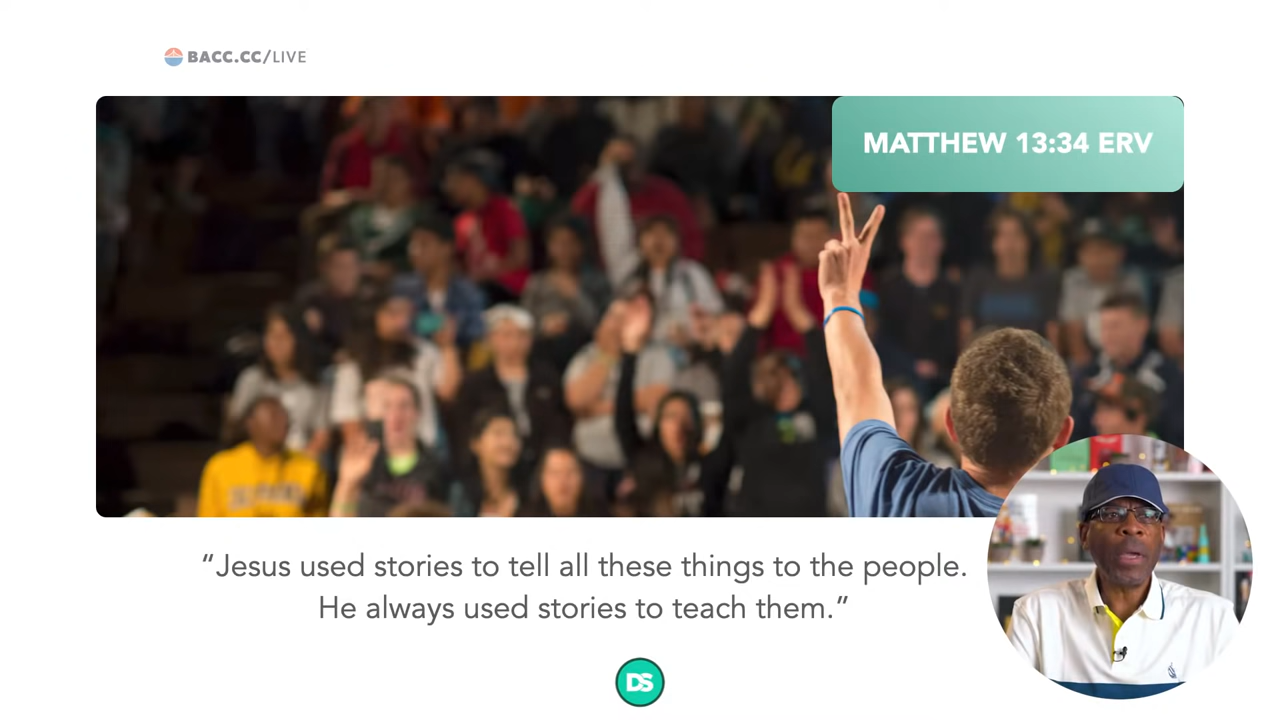 BACC.CC/LIVE
MATTHEW 13:34 ERV
“Jesus used stories to tell all these things to the people.
He always used stories to teach them.”
DS